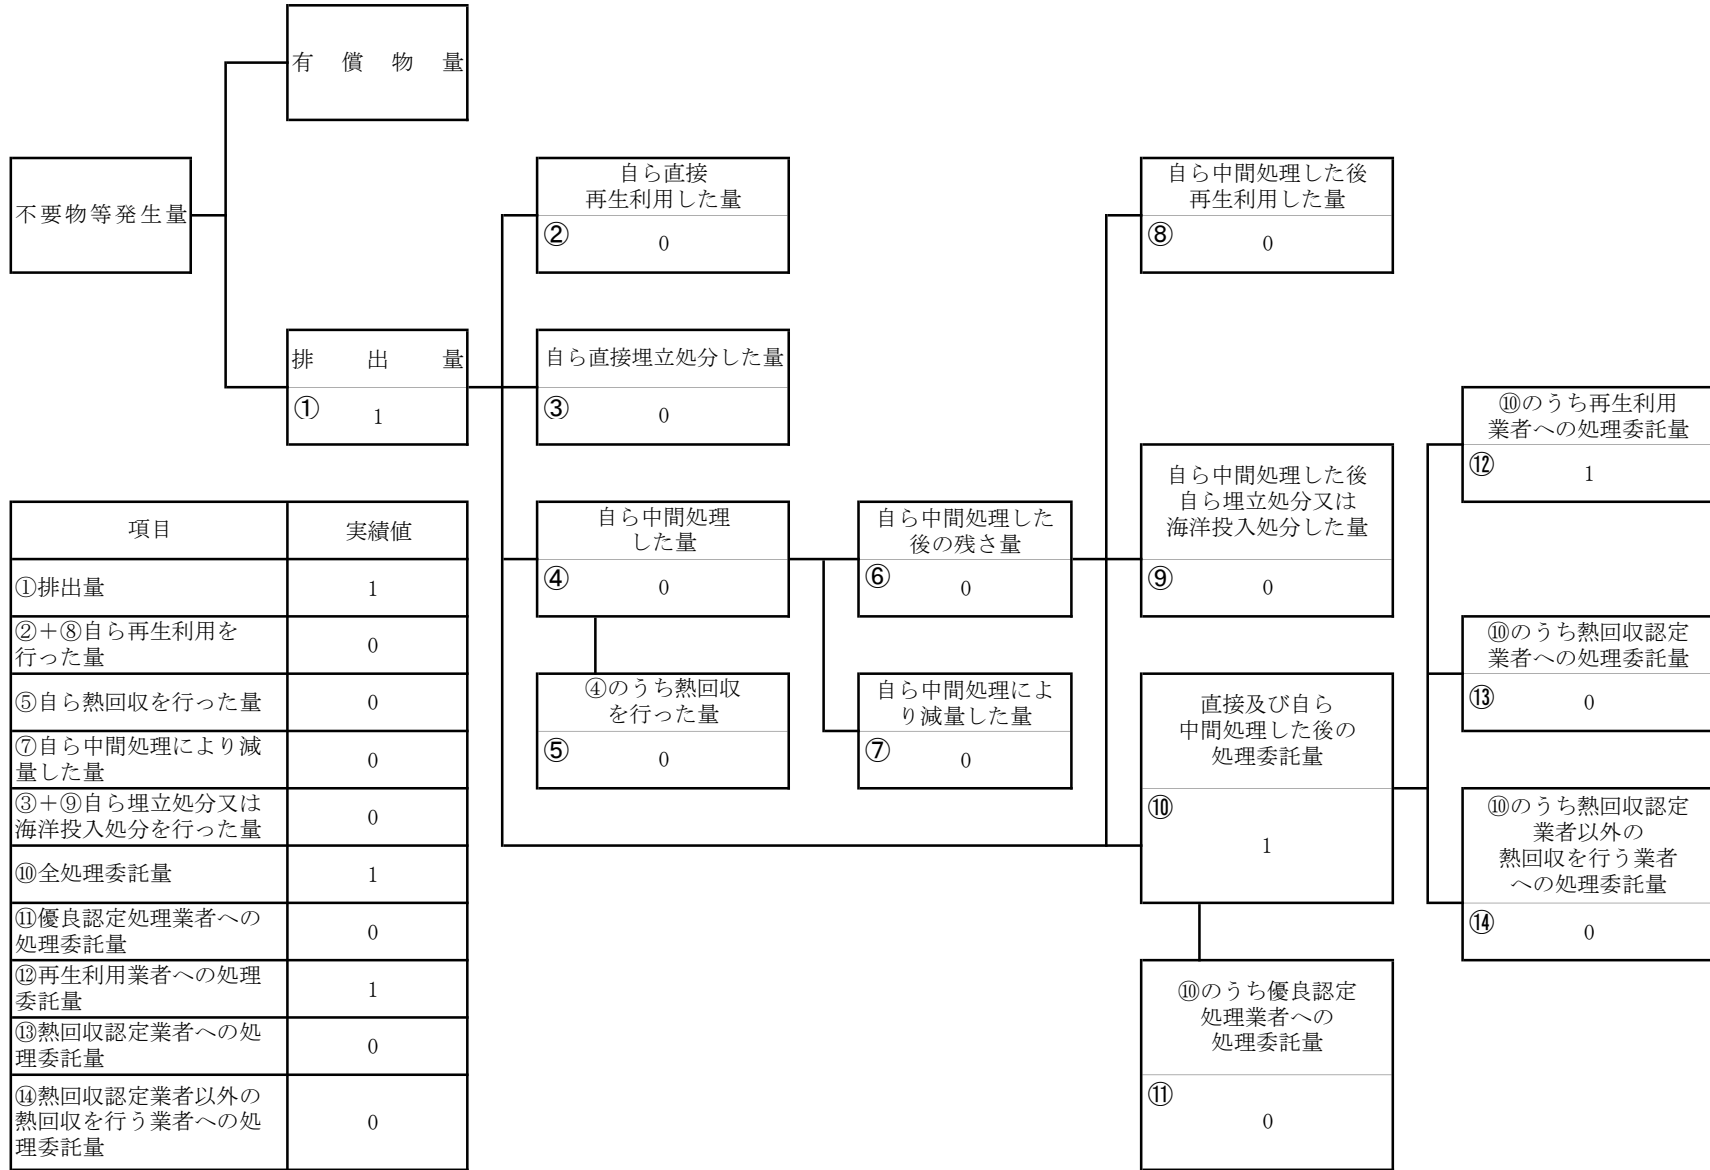 有償物量
不要物等発生量
排出量
①
1
自ら直接
再生利用した量
②
0
自ら直接埋立処分した量
③
0
自ら中間処理
した量
④
0
④のうち熱回収
を行った量
⑤
0
自ら中間処理した
後の残さ量
⑥
0
自ら中間処理によ
り減量した量
⑦
0
自ら中間処理した後
再生利用した量
⑧
0
自ら中間処理した後
自ら埋立処分又は
海洋投入処分した量
⑨
0
直接及び自ら
中間処理した後の
処理委託量
⑩
1
⑩のうち優良認定
処理業者への
処理委託量
⑪
0
⑩のうち再生利用
業者への処理委託量
⑫
1
⑩のうち熱回収認定
業者への処理委託量
⑬
0
⑩のうち熱回収認定
業者以外の
熱回収を行う業者
への処理委託量
⑭
0
項目 実績値
①排出量 1
②＋⑧自ら再生利用を
行った量 0
⑤自ら熱回収を行った量 0
⑦自ら中間処理により減
量した量 0
③＋⑨自ら埋立処分又は
海洋投入処分を行った量 0
⑩全処理委託量 1
⑪優良認定処理業者への
処理委託量 0
⑫再生利用業者への処理
委託量 1
⑬熱回収認定業者への処
理委託量 0
⑭熱回収認定業者以外の
熱回収を行う業者への処
理委託量 0